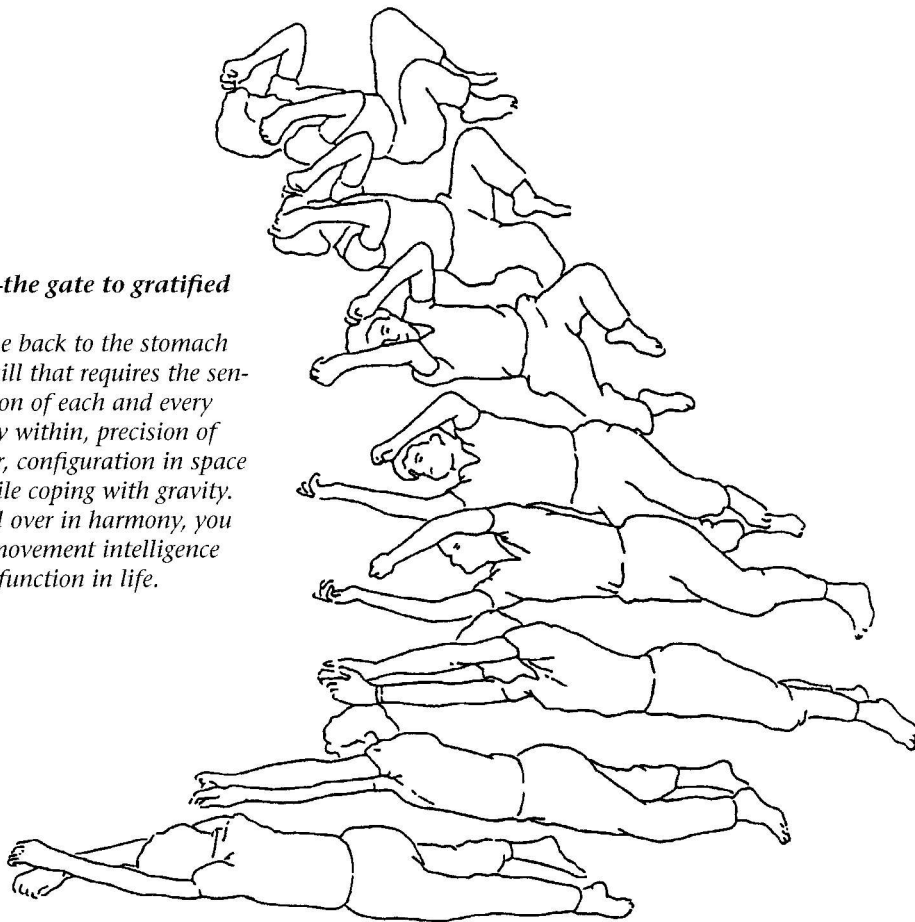 -the gate to gratified
e back to the stomach
ill that requires the sen-
on of each and every
y within, precision of
r, configuration in space
ile coping with gravity.
l over in harmony, you
movement intelligence
function in life.